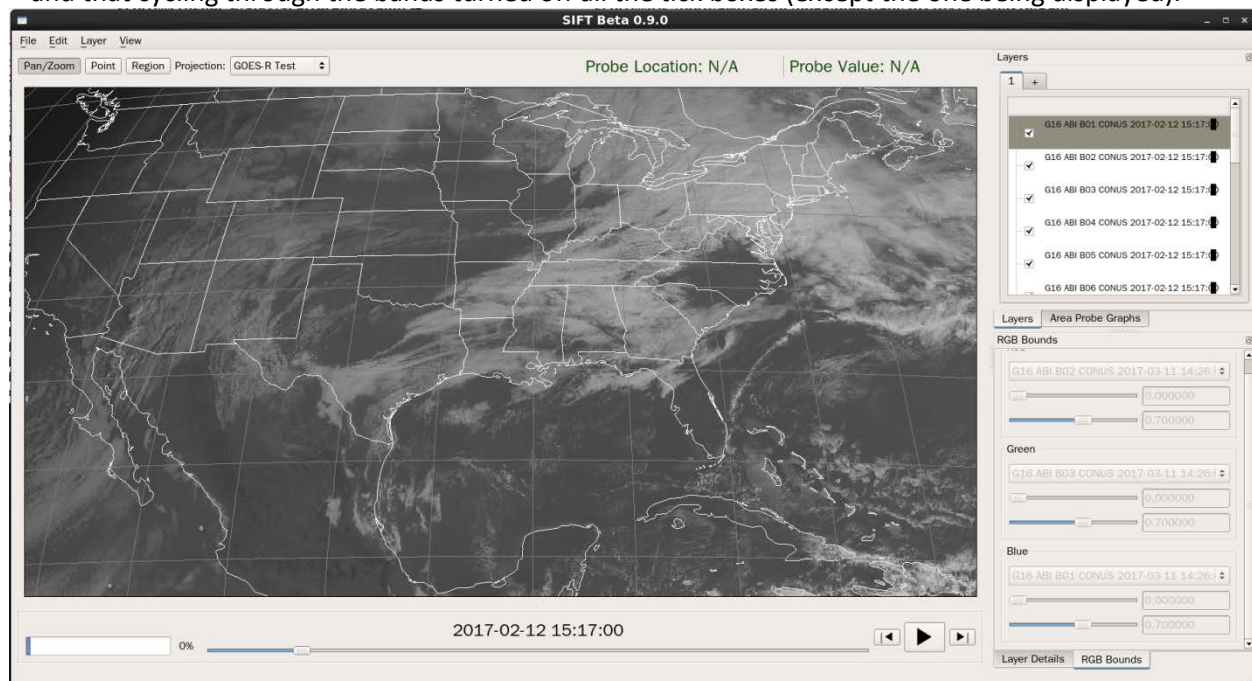 and that cycling through the bands turned off all the tick boxes (except the one being displayed).
SIFT Beta 0.9.0
File Edit Layer View
Pan/Zoom Point Region Projection: GOES-R Test
Probe Location: N/A Probe Value: N/A
Layers
1 +
G16 ABI B01 CONUS 2017-02-12 15:17:00
G16 ABI B02 CONUS 2017-02-12 15:17:00
G16 ABI B03 CONUS 2017-02-12 15:17:
G16 ABI B04 CONUS 2017-02-12 15:17:
G16 ABI B05 CONUS 2017-02-12 15:17:
G16 ABI B06 CONUS 2017-02-12 15:17:
Layers Area Probe Graphs
RGB Bounds
G16 ABI B02 CONUS 2017-03-11 14:26:
0.000000
0.700000
Green
G16 ABI B03 CONUS 2017-03-11 14:26:
0.000000
0.700000
Blue
G16 ABI B01 CONUS 2017-03-11 14:26:
0.000000
0.700000
Layer Details RGB Bounds
0%
2017-02-12 15:17:00